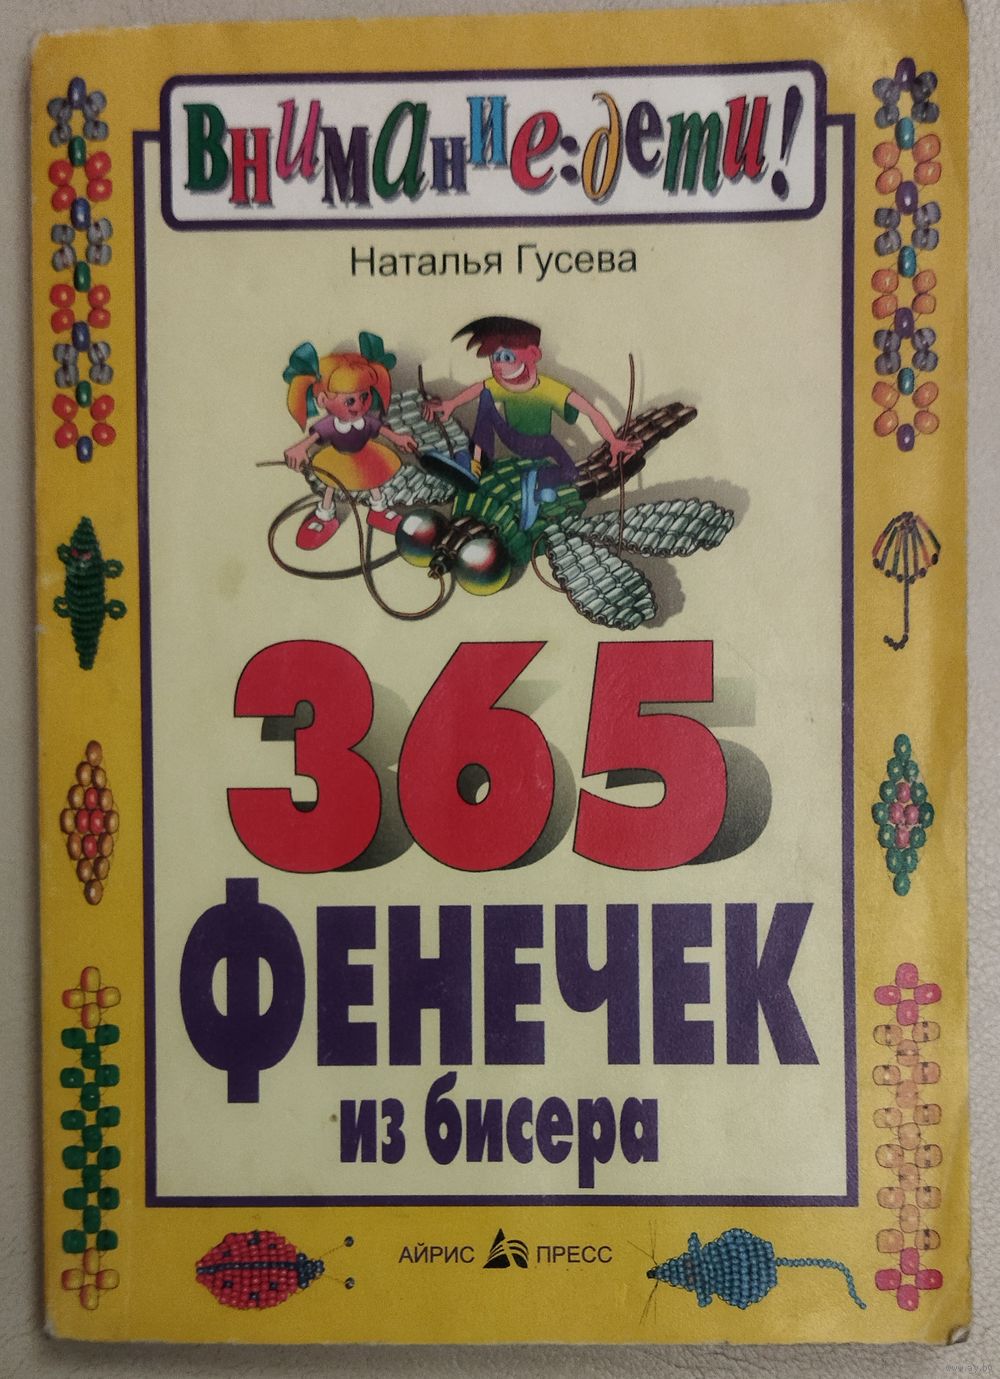 Внимание: дети!
Наталья Гусева
365
ФЕНЕЧЕК
из бисера
АЙРИС ПРЕСС